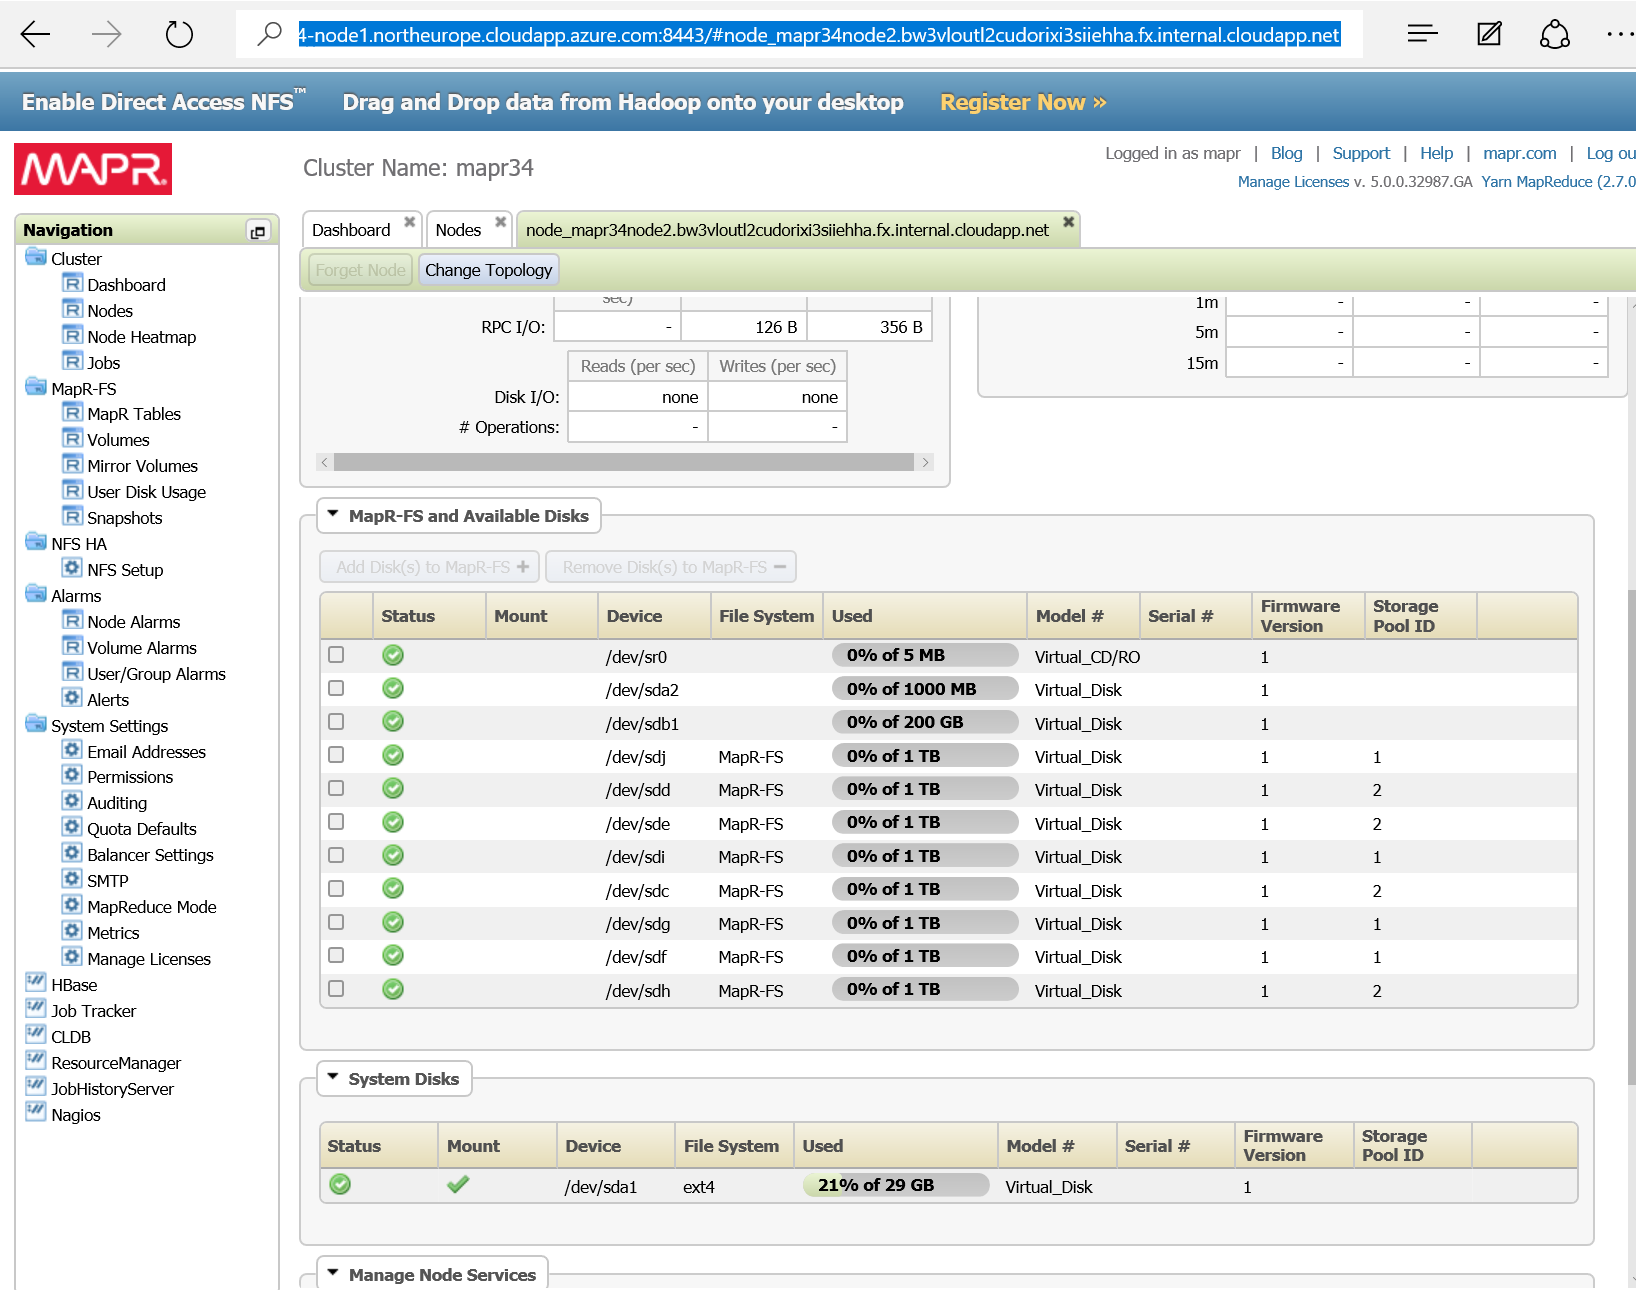 4-node1.northeurope.cloudapp.azure.com:8443/#node_mapr34node2.bw3vloutl2cudorixi3siiehha.fx.internal.cloudapp.net
Enable Direct Access NFS™ Drag and Drop data from Hadoop onto your desktop Register Now »
MAPR.
Cluster Name: mapr34
Logged in as mapr | Blog | Support | Help | mapr.com | Log ou
Manage Licenses v. 5.0.0.32987.GA Yarn MapReduce (2.7.0
Navigation
Cluster
Dashboard
Nodes
Node Heatmap
Jobs
MapR-FS
MapR Tables
Volumes
Mirror Volumes
User Disk Usage
Snapshots
NFS HA
NFS Setup
Alarms
Node Alarms
Volume Alarms
User/Group Alarms
Alerts
System Settings
Email Addresses
Permissions
Auditing
Quota Defaults
Balancer Settings
SMTP
MapReduce Mode
Metrics
Manage Licenses
HBase
Job Tracker
CLDB
ResourceManager
JobHistoryServer
Nagios
Dashboard Nodes node_mapr34node2.bw3vloutl2cudorixi3siiehha.fx.internal.cloudapp.net
Forget Node Change Topology
sec)
RPC I/O: - 126 B 356 B
Reads (per sec) Writes (per sec)
Disk I/O: none none
# Operations: - -
1m - - -
5m - - -
15m - - -
MapR-FS and Available Disks
Add Disk(s) to MapR-FS + Remove Disk(s) to MapR-FS −
Status Mount Device File System Used Model # Serial # Firmware Version Storage Pool ID
/dev/sr0 0% of 5 MB Virtual_CD/RO 1
/dev/sda2 0% of 1000 MB Virtual_Disk 1
/dev/sdb1 0% of 200 GB Virtual_Disk 1
/dev/sdj MapR-FS 0% of 1 TB Virtual_Disk 1 1
/dev/sdd MapR-FS 0% of 1 TB Virtual_Disk 1 2
/dev/sde MapR-FS 0% of 1 TB Virtual_Disk 1 2
/dev/sdi MapR-FS 0% of 1 TB Virtual_Disk 1 1
/dev/sdc MapR-FS 0% of 1 TB Virtual_Disk 1 2
/dev/sdg MapR-FS 0% of 1 TB Virtual_Disk 1 1
/dev/sdf MapR-FS 0% of 1 TB Virtual_Disk 1 1
/dev/sdh MapR-FS 0% of 1 TB Virtual_Disk 1 2
System Disks
Status Mount Device File System Used Model # Serial # Firmware Version Storage Pool ID
/dev/sda1 ext4 21% of 29 GB Virtual_Disk 1
Manage Node Services